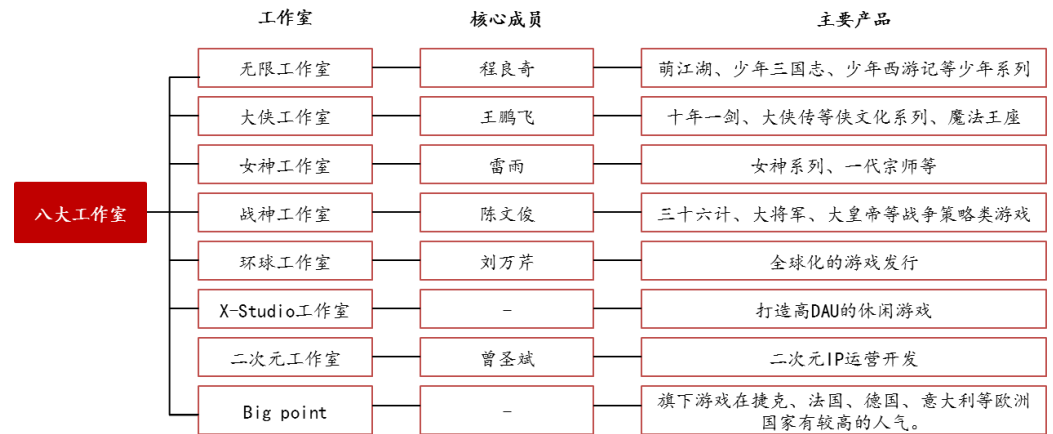 工作室 核心成员 主要产品
无限工作室 程良奇 萌江湖、少年三国志、少年西游记等少年系列
大侠工作室 王鹏飞 十年一剑、大侠传等侠文化系列、魔法王座
女神工作室 雷雨 女神系列、一代宗师等
八大工作室
战神工作室 陈文俊 三十六计、大将军、大皇帝等战争策略类游戏
环球工作室 刘万芹 全球化的游戏发行
X-Studio工作室 - 打造高DAU的休闲游戏
二次元工作室 曾圣斌 二次元IP运营开发
Big point - 旗下游戏在捷克、法国、德国、意大利等欧洲
国家有较高的人气。